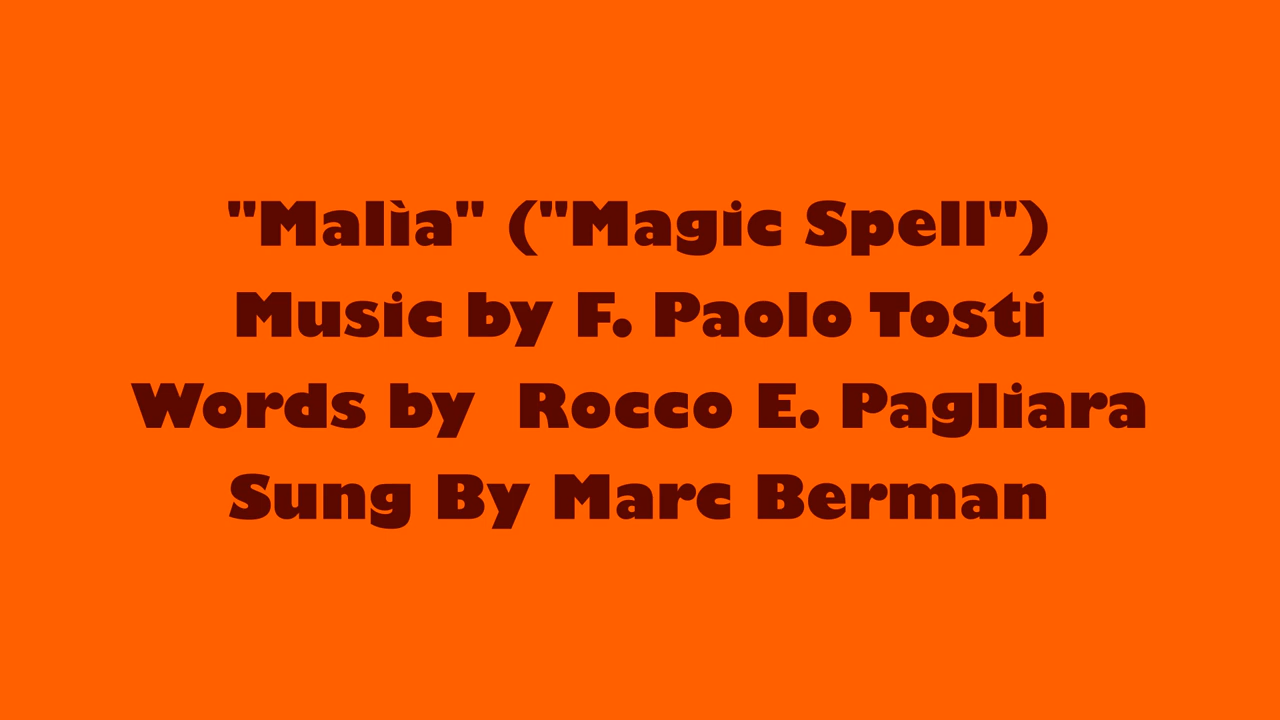 "Malìa" ("Magic Spell")
Music by F. Paolo Tosti
Words by  Rocco E. Pagliara
Sung By Marc Berman